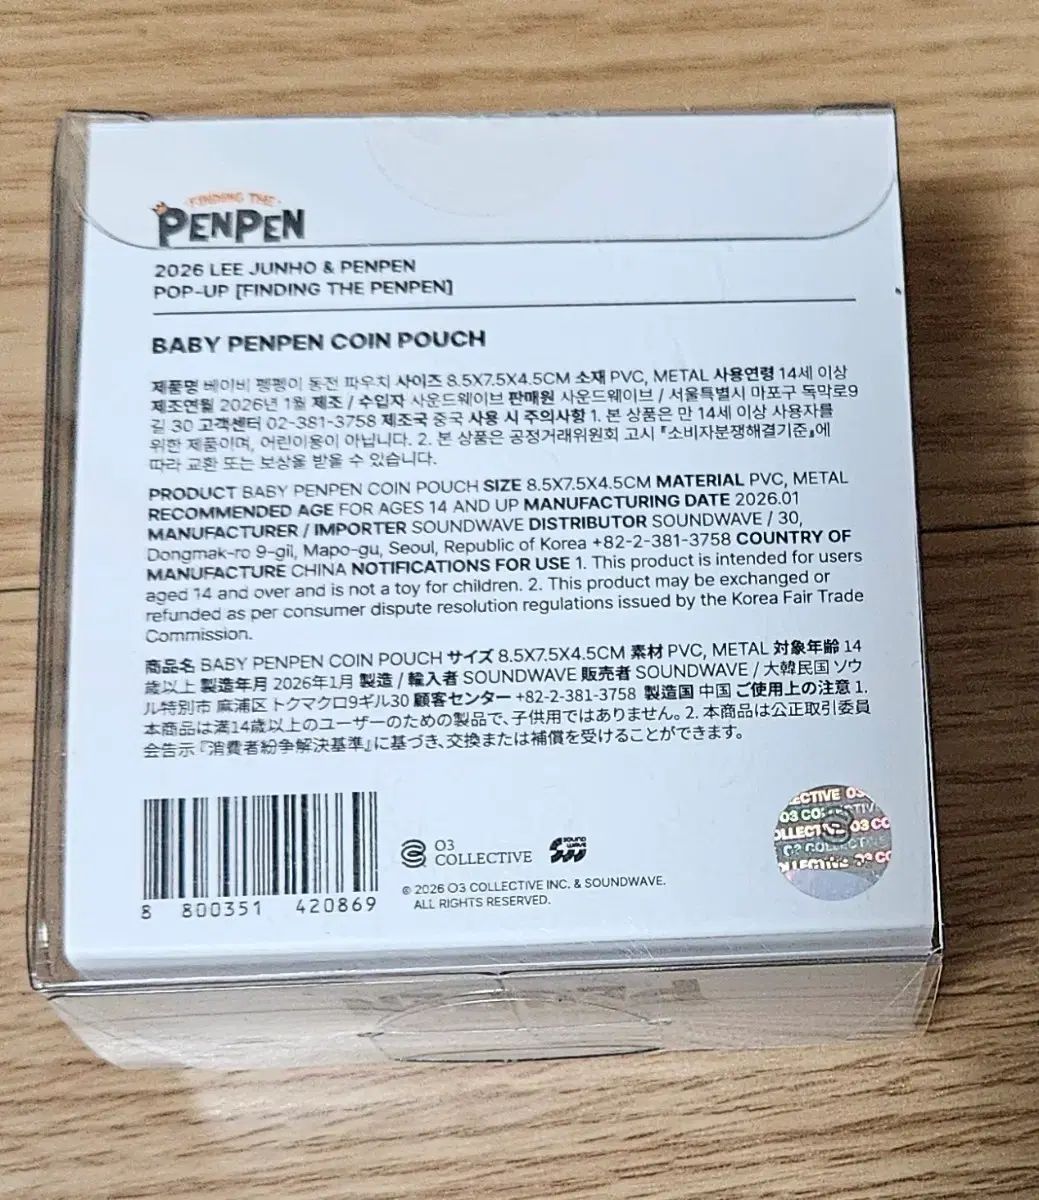 FINDING THE
PENPEN
2026 LEE JUNHO & PENPEN
POP-UP [FINDING THE PENPEN]
BABY PENPEN COIN POUCH
제품명 베이비 펭펭이 동전 파우치 사이즈 8.5X7.5X4.5CM 소재 PVC, METAL 사용연령 14세 이상
제조연월 2026년 1월 제조 / 수입자 사운드웨이브 판매원 사운드웨이브 / 서울특별시 마포구 독막로9
길 30 고객센터 02-381-3758 제조국 중국 사용 시 주의사항 1. 본 상품은 만 14세 이상 사용자를
위한 제품이며, 어린이용이 아닙니다. 2. 본 상품은 공정거래위원회 고시 『소비자분쟁해결기준』에
따라 교환 또는 보상을 받을 수 있습니다.
PRODUCT BABY PENPEN COIN POUCH SIZE 8.5X7.5X4.5CM MATERIAL PVC, METAL
RECOMMENDED AGE FOR AGES 14 AND UP MANUFACTURING DATE 2026.01
MANUFACTURER / IMPORTER SOUNDWAVE DISTRIBUTOR SOUNDWAVE / 30,
Dongmak-ro 9-gil, Mapo-gu, Seoul, Republic of Korea +82-2-381-3758 COUNTRY OF
MANUFACTURE CHINA NOTIFICATIONS FOR USE 1. This product is intended for users
aged 14 and over and is not a toy for children. 2. This product may be exchanged or
refunded as per consumer dispute resolution regulations issued by the Korea Fair Trade
Commission.
商品名 BABY PENPEN COIN POUCH サイズ 8.5X7.5X4.5CM 素材 PVC, METAL 対象年齢 14
歳以上 製造年月 2026年1月 製造 / 輸入者 SOUNDWAVE 販売者 SOUNDWAVE / 大韓民国 ソウ
ル特別市 麻浦区 トクマクロ9ギル30 顧客センター +82-2-381-3758 製造国 中国 ご使用上の注意 1.
本商品は満14歳以上のユーザーのための製品で、子供用ではありません。2. 本商品は公正取引委員
会告示『消費者紛争解決基準』に基づき、交換または補償を受けることができます。
8 800351 420869
O3
COLLECTIVE
SOUND
WAVE
© 2026 O3 COLLECTIVE INC. & SOUNDWAVE.
ALL RIGHTS RESERVED.